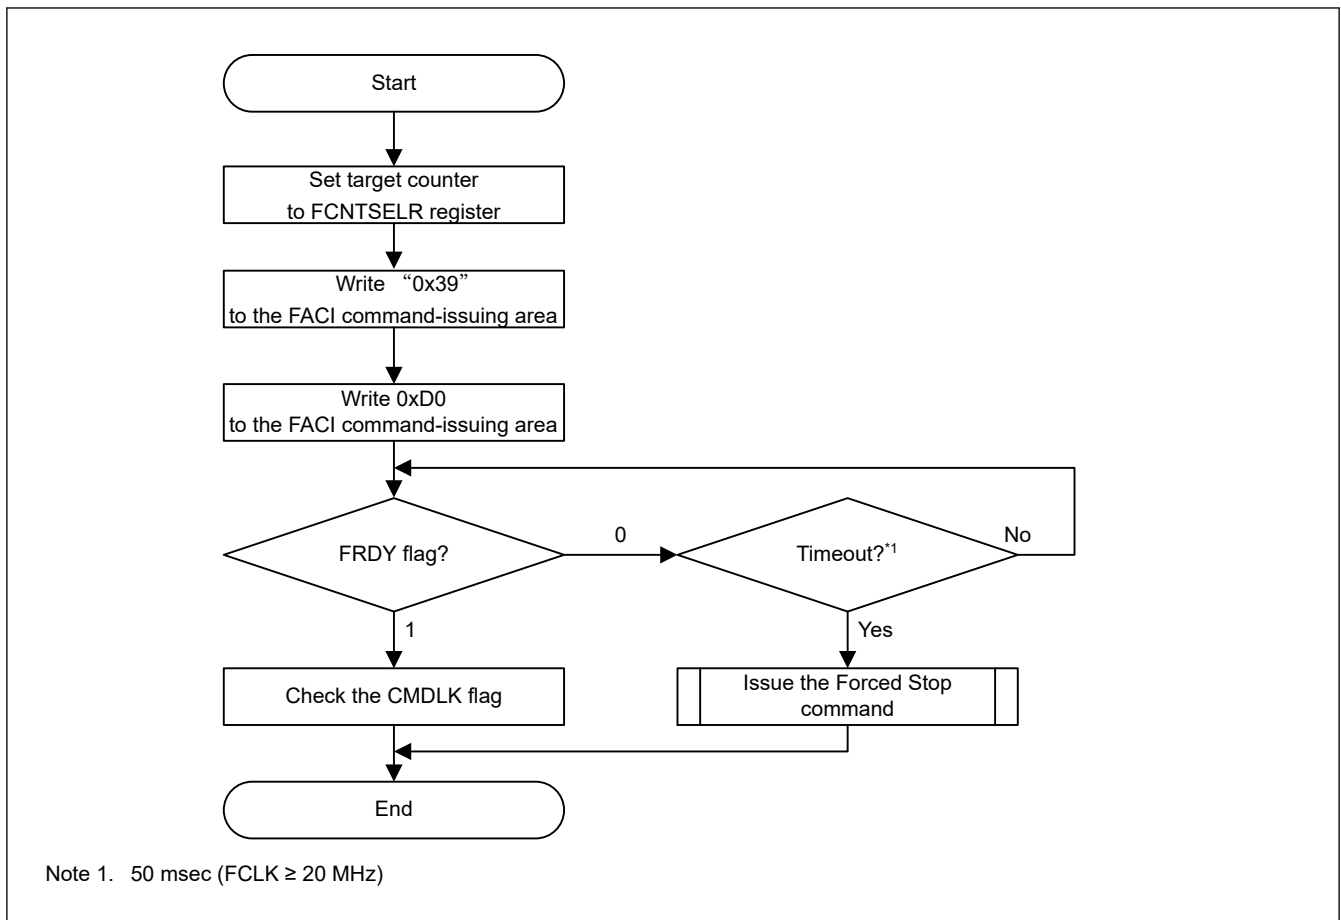 Start
Set target counter
to FCNTSELR register
Write “0x39”
to the FACI command-issuing area
Write 0xD0
to the FACI command-issuing area
FRDY flag?
0
Timeout?*1
No
1
Yes
Check the CMDLK flag
Issue the Forced Stop
command
End
Note 1. 50 msec (FCLK ≥ 20 MHz)